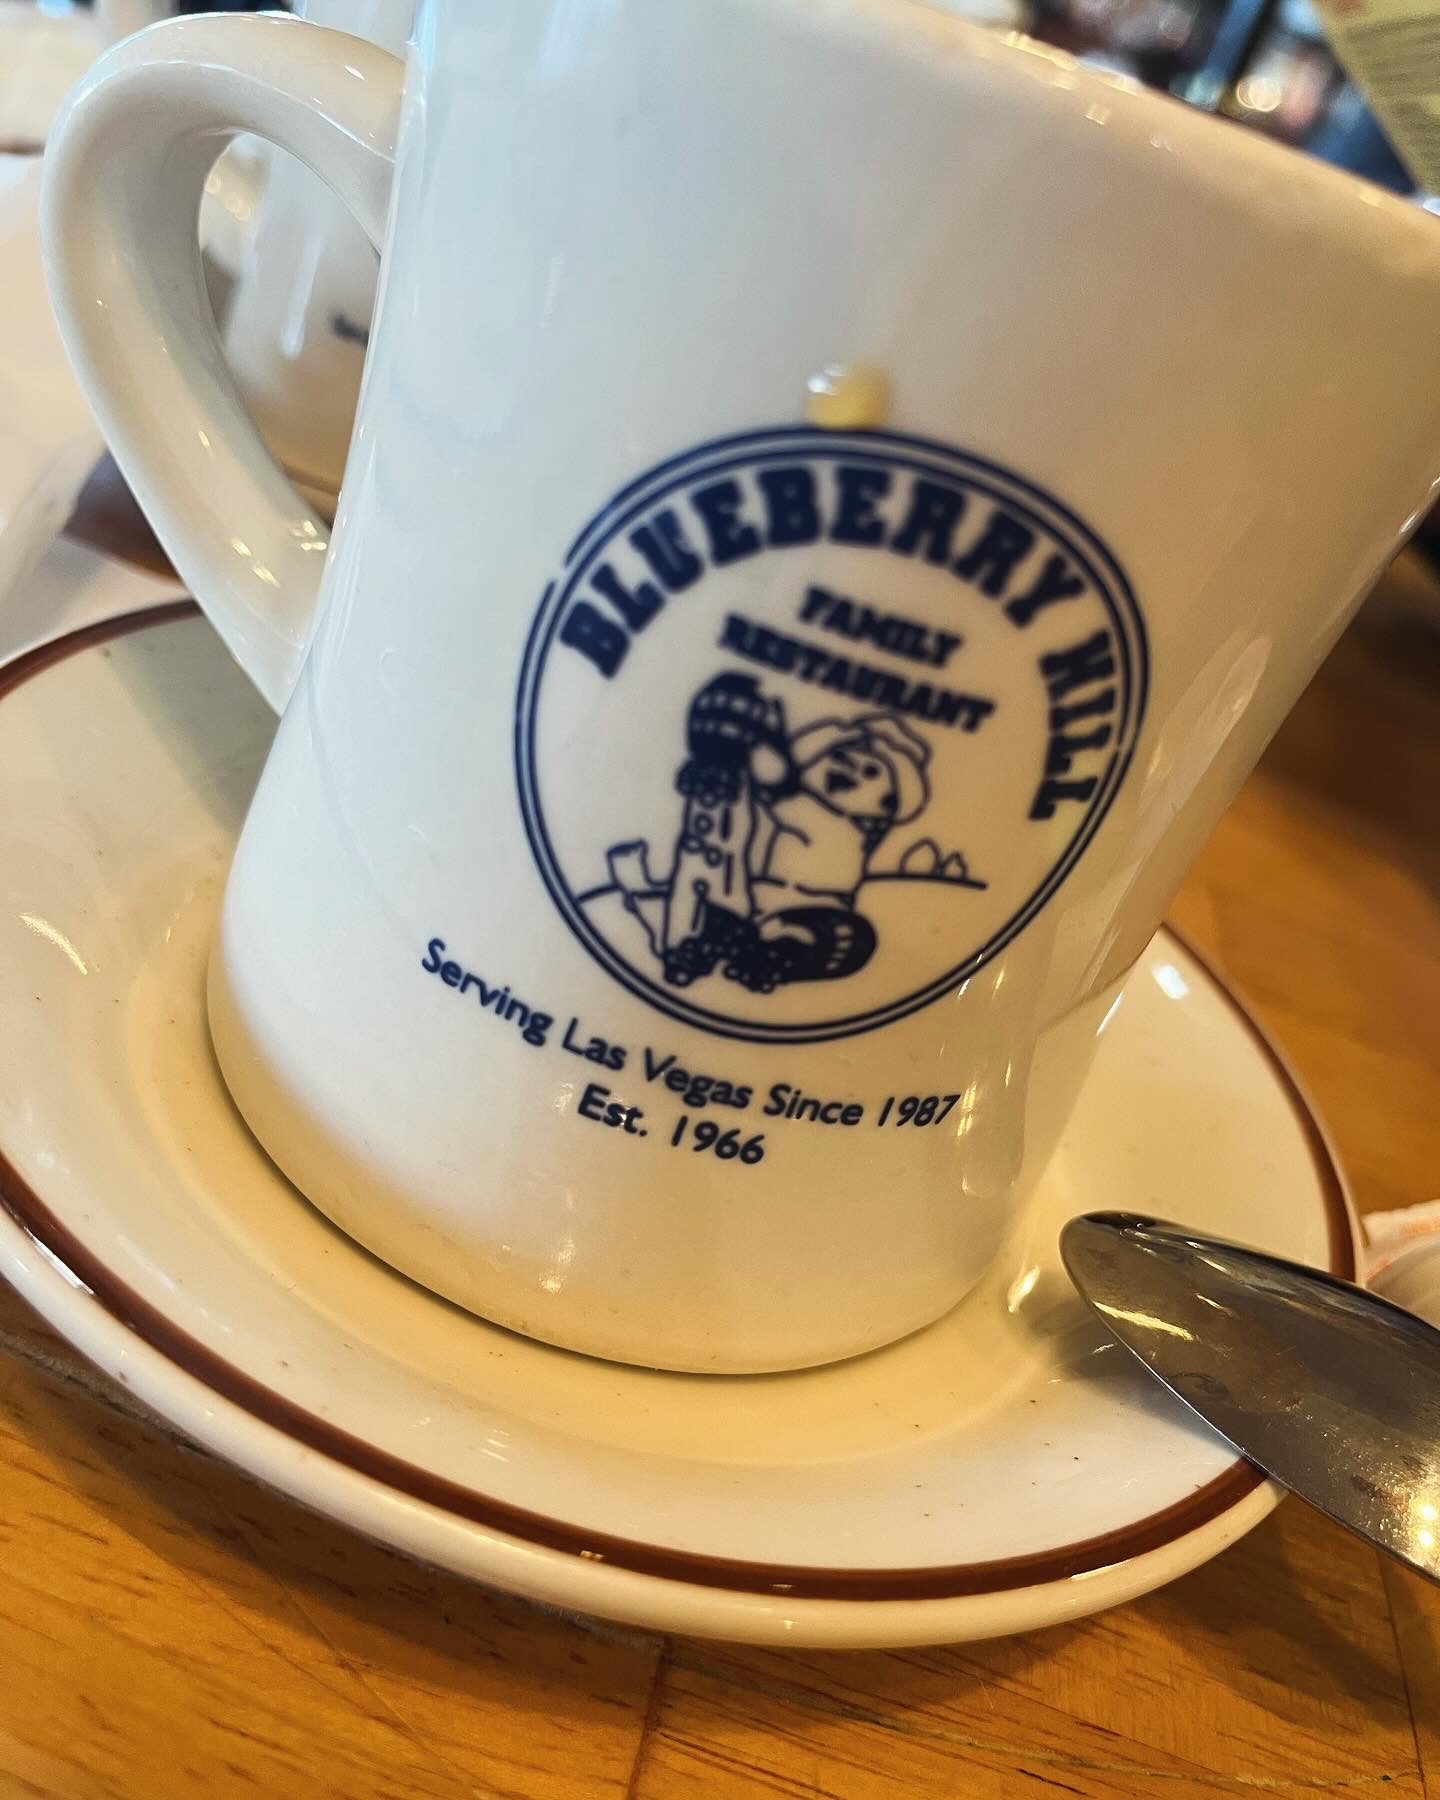 BLUEBERRY HILL
FAMILY
RESTAURANT
Serving Las Vegas Since 1987
Est. 1966